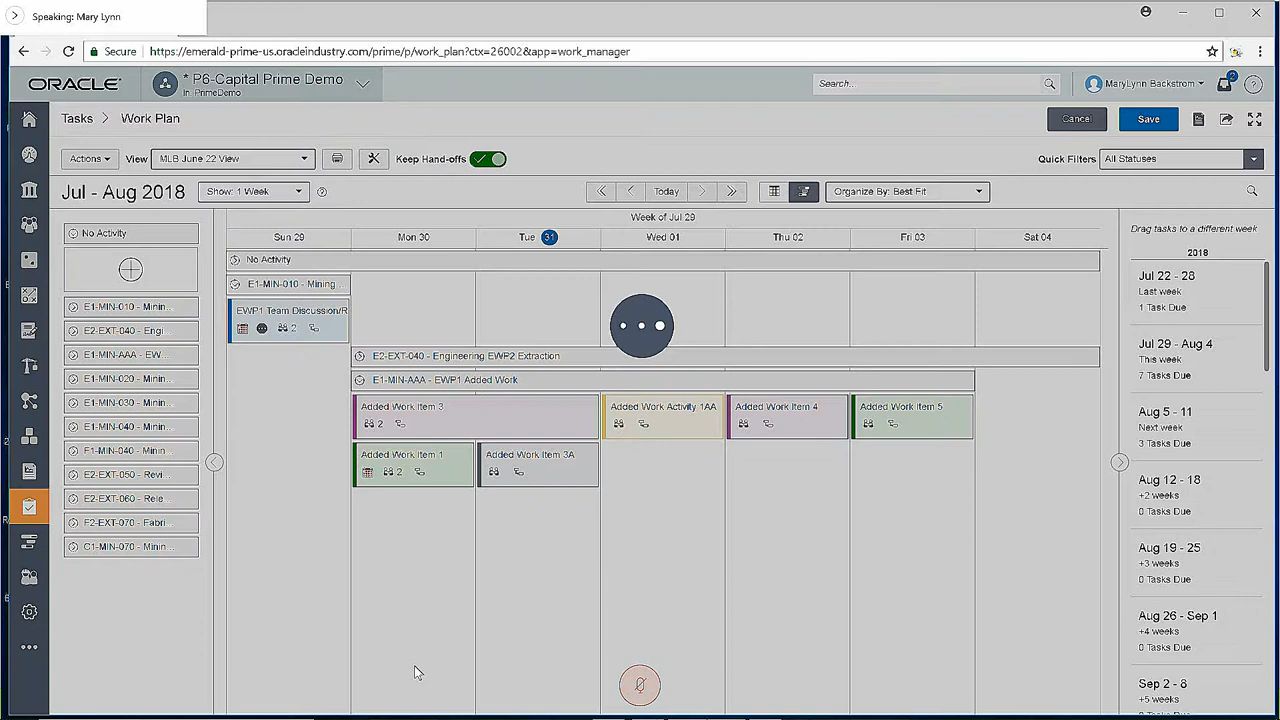 Speaking: Mary Lynn
Secure https://emerald-prime-us.oracleindustry.com/prime/p/work_plan?ctx=26002&app=work_manager
ORACLE
* P6-Capital Prime Demo
In: PrimeDemo
Search...
MaryLynn Backstrom
2
Tasks > Work Plan
Cancel
Save
Actions
View
MLB June 22 View
Keep Hand-offs
Quick Filters
All Statuses
Jul - Aug 2018
Show: 1 Week
Today
Organize By: Best Fit
Week of Jul 29
Sun 29
Mon 30
Tue 31
Wed 01
Thu 02
Fri 03
Sat 04
No Activity
E1-MIN-010 - Minin...
E2-EXT-040 - Engi...
E1-MIN-AAA - EW...
E1-MIN-020 - Minin...
E1-MIN-030 - Minin...
E1-MIN-040 - Minin...
F1-MIN-040 - Minin...
E2-EXT-050 - Revi...
E2-EXT-060 - Rele...
F2-EXT-070 - Fabri...
C1-MIN-070 - Minin...
No Activity
E1-MIN-010 - Mining ...
EWP1 Team Discussion/R
2
E2-EXT-040 - Engineering EWP2 Extraction
E1-MIN-AAA - EWP1 Added Work
Added Work Item 3
2
Added Work Activity 1AA
Added Work Item 4
Added Work Item 5
Added Work Item 1
2
Added Work Item 3A
Drag tasks to a different week
2018
Jul 22 - 28
Last week
1 Task Due
Jul 29 - Aug 4
This week
7 Tasks Due
Aug 5 - 11
Next week
3 Tasks Due
Aug 12 - 18
+2 weeks
0 Tasks Due
Aug 19 - 25
+3 weeks
0 Tasks Due
Aug 26 - Sep 1
+4 weeks
0 Tasks Due
Sep 2 - 8
+5 weeks